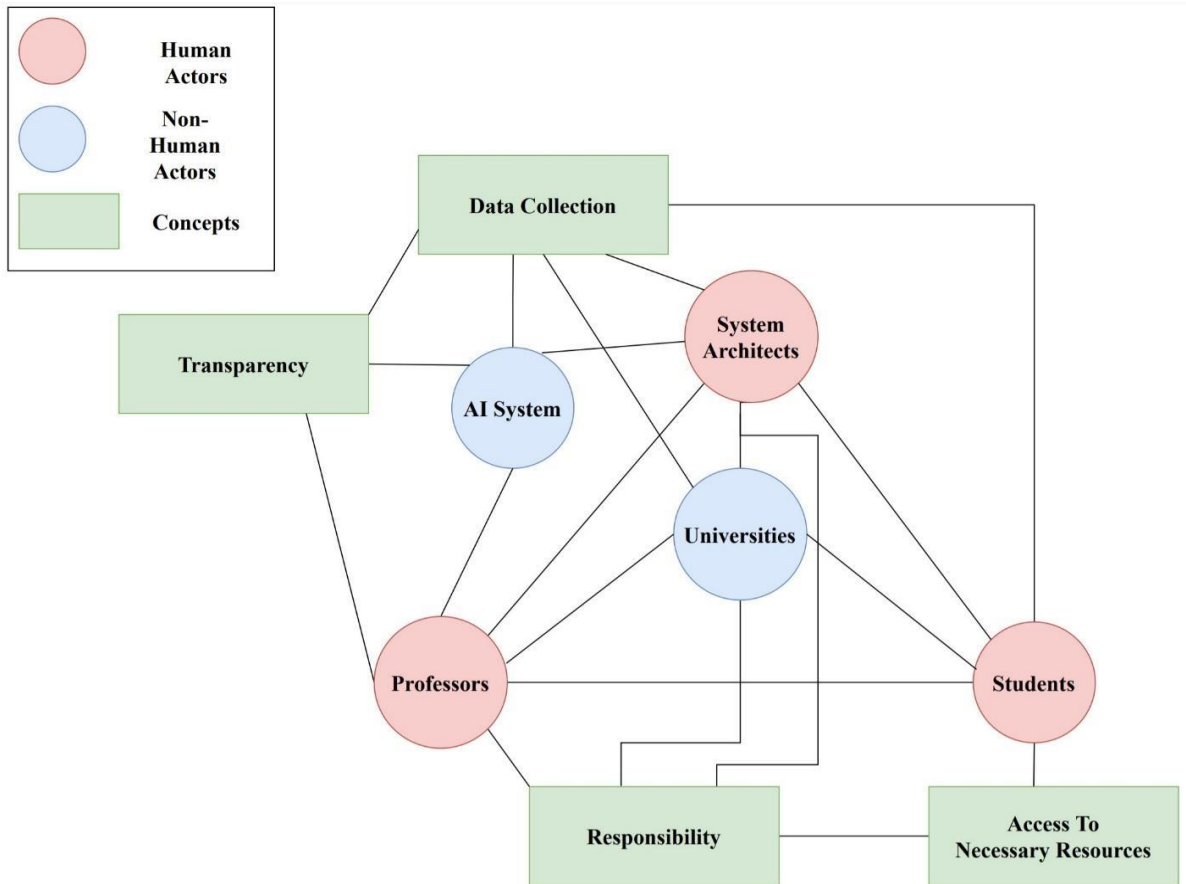 Human
Actors
Non-
Human
Actors
Concepts
Data Collection
System
Architects
Transparency
AI System
Universities
Professors
Students
Responsibility
Access To
Necessary Resources